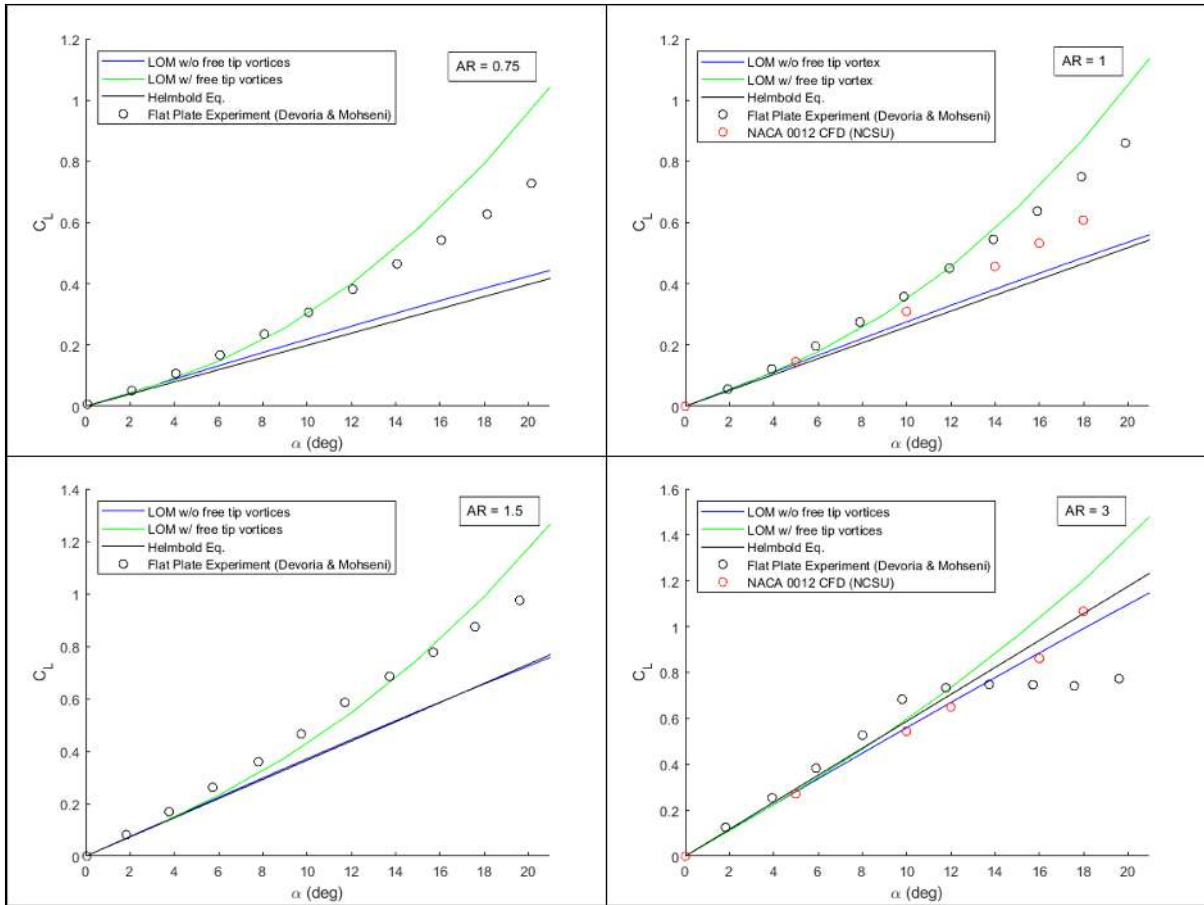 1.2
1
0.8
0.6
0.4
0.2
0
C_L
LOM w/o free tip vortices
LOM w/ free tip vortices
Helmbold Eq.
Flat Plate Experiment (Devoria & Mohseni)
AR = 0.75
0 2 4 6 8 10 12 14 16 18 20
α (deg)
1.2
1
0.8
0.6
0.4
0.2
0
C_L
LOM w/o free tip vortex
LOM w/ free tip vortex
Helmbold Eq.
Flat Plate Experiment (Devoria & Mohseni)
NACA 0012 CFD (NCSU)
AR = 1
0 2 4 6 8 10 12 14 16 18 20
α (deg)
1.4
1.2
1
0.8
0.6
0.4
0.2
0
C_L
LOM w/o free tip vortices
LOM w/ free tip vortices
Helmbold Eq.
Flat Plate Experiment (Devoria & Mohseni)
AR = 1.5
0 2 4 6 8 10 12 14 16 18 20
α (deg)
1.6
1.4
1.2
1
0.8
0.6
0.4
0.2
0
C_L
LOM w/o free tip vortices
LOM w/ free tip vortices
Helmbold Eq.
Flat Plate Experiment (Devoria & Mohseni)
NACA 0012 CFD (NCSU)
AR = 3
0 2 4 6 8 10 12 14 16 18 20
α (deg)